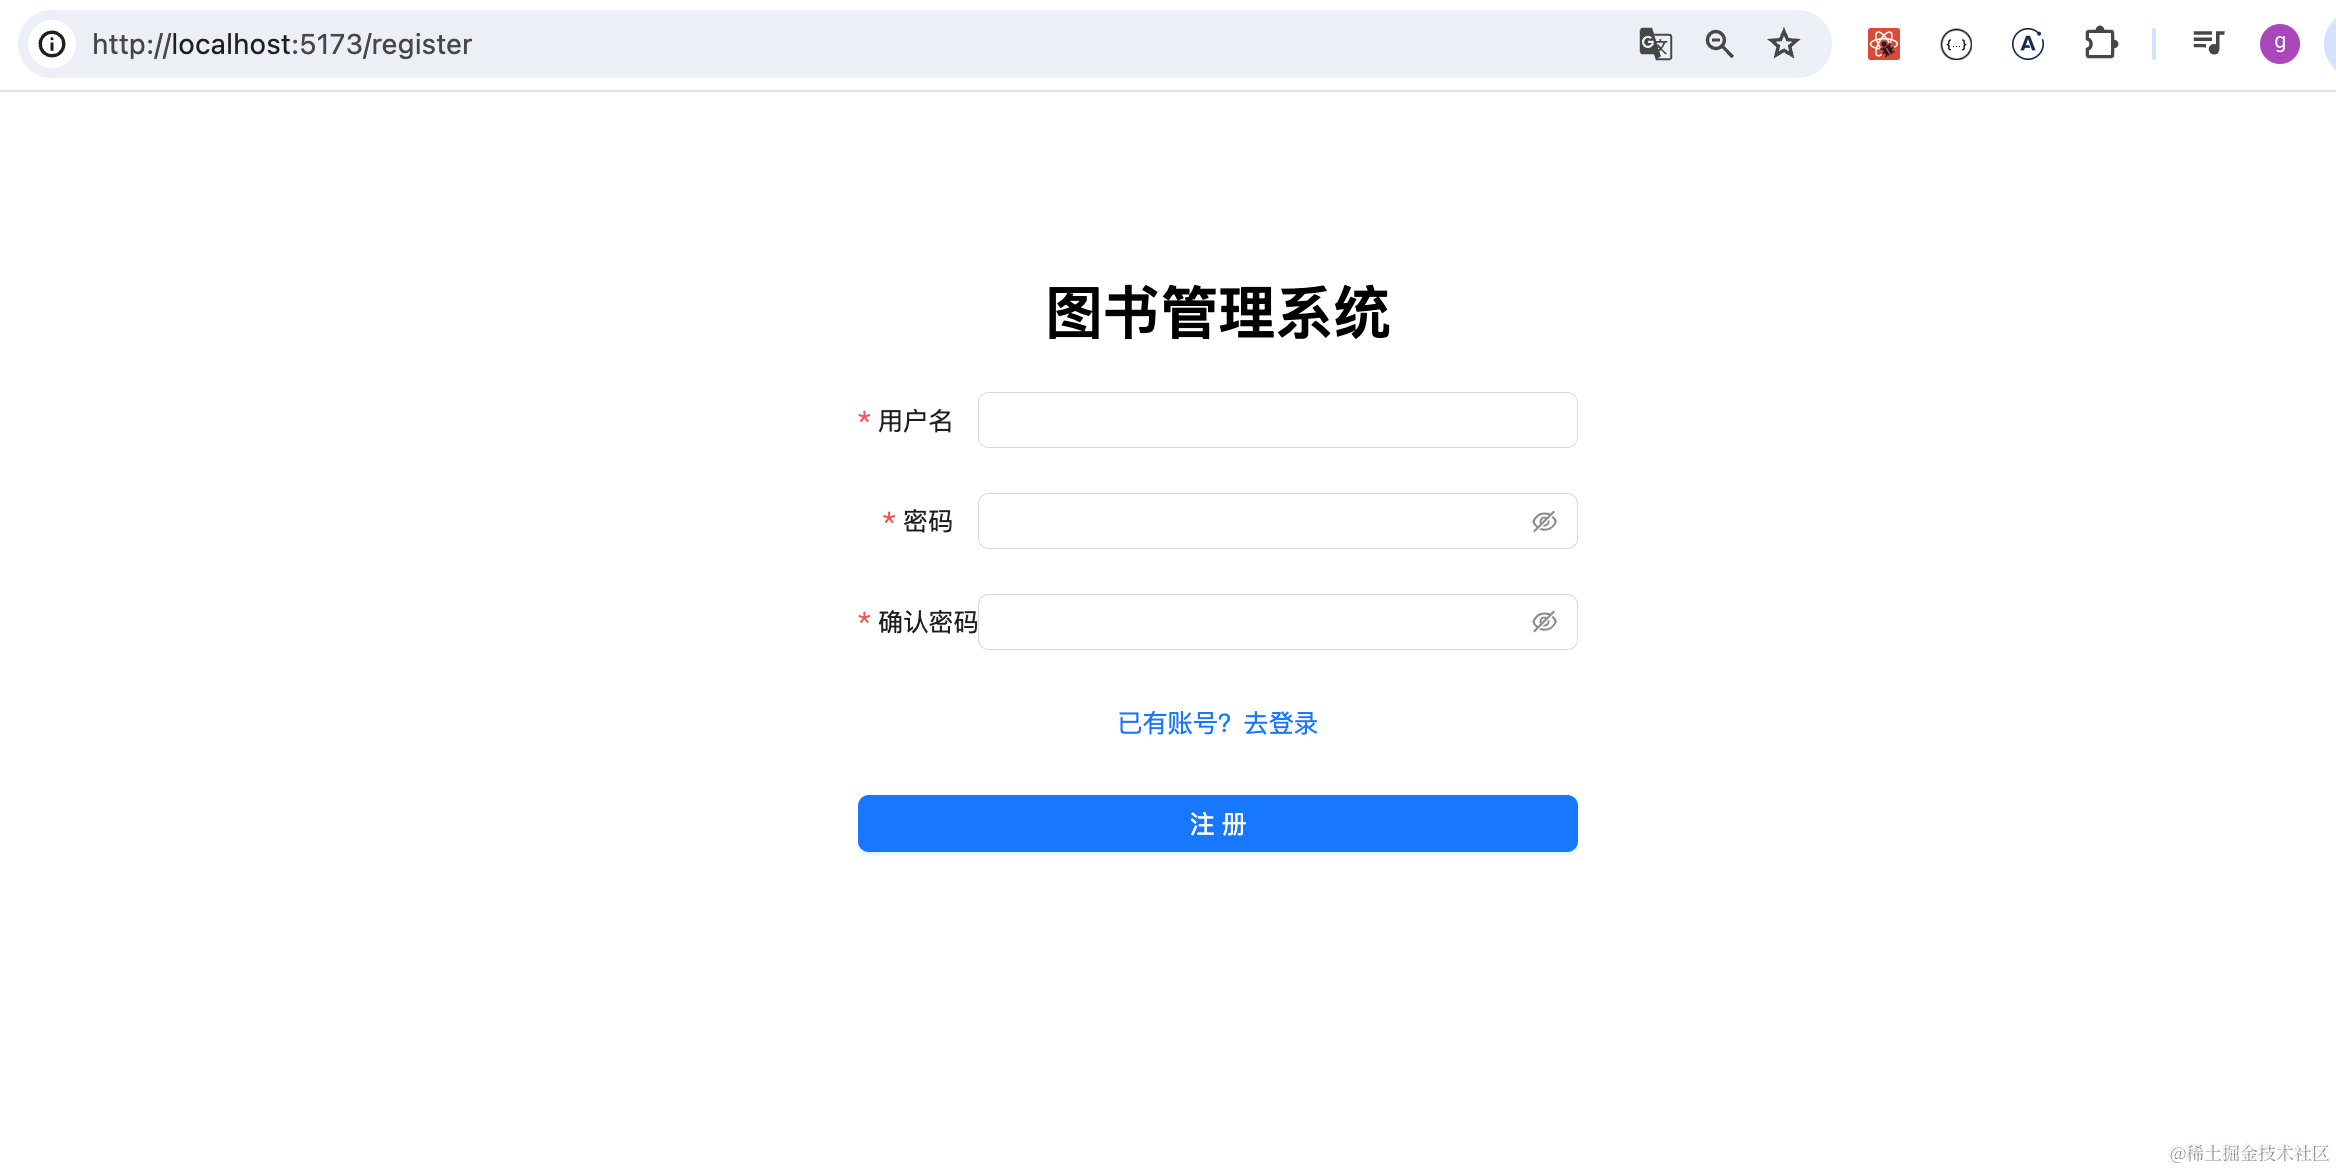 http://localhost:5173/register
g
图书管理系统
* 用户名
* 密码
* 确认密码
已有账号？去登录
注 册
@稀土掘金技术社区